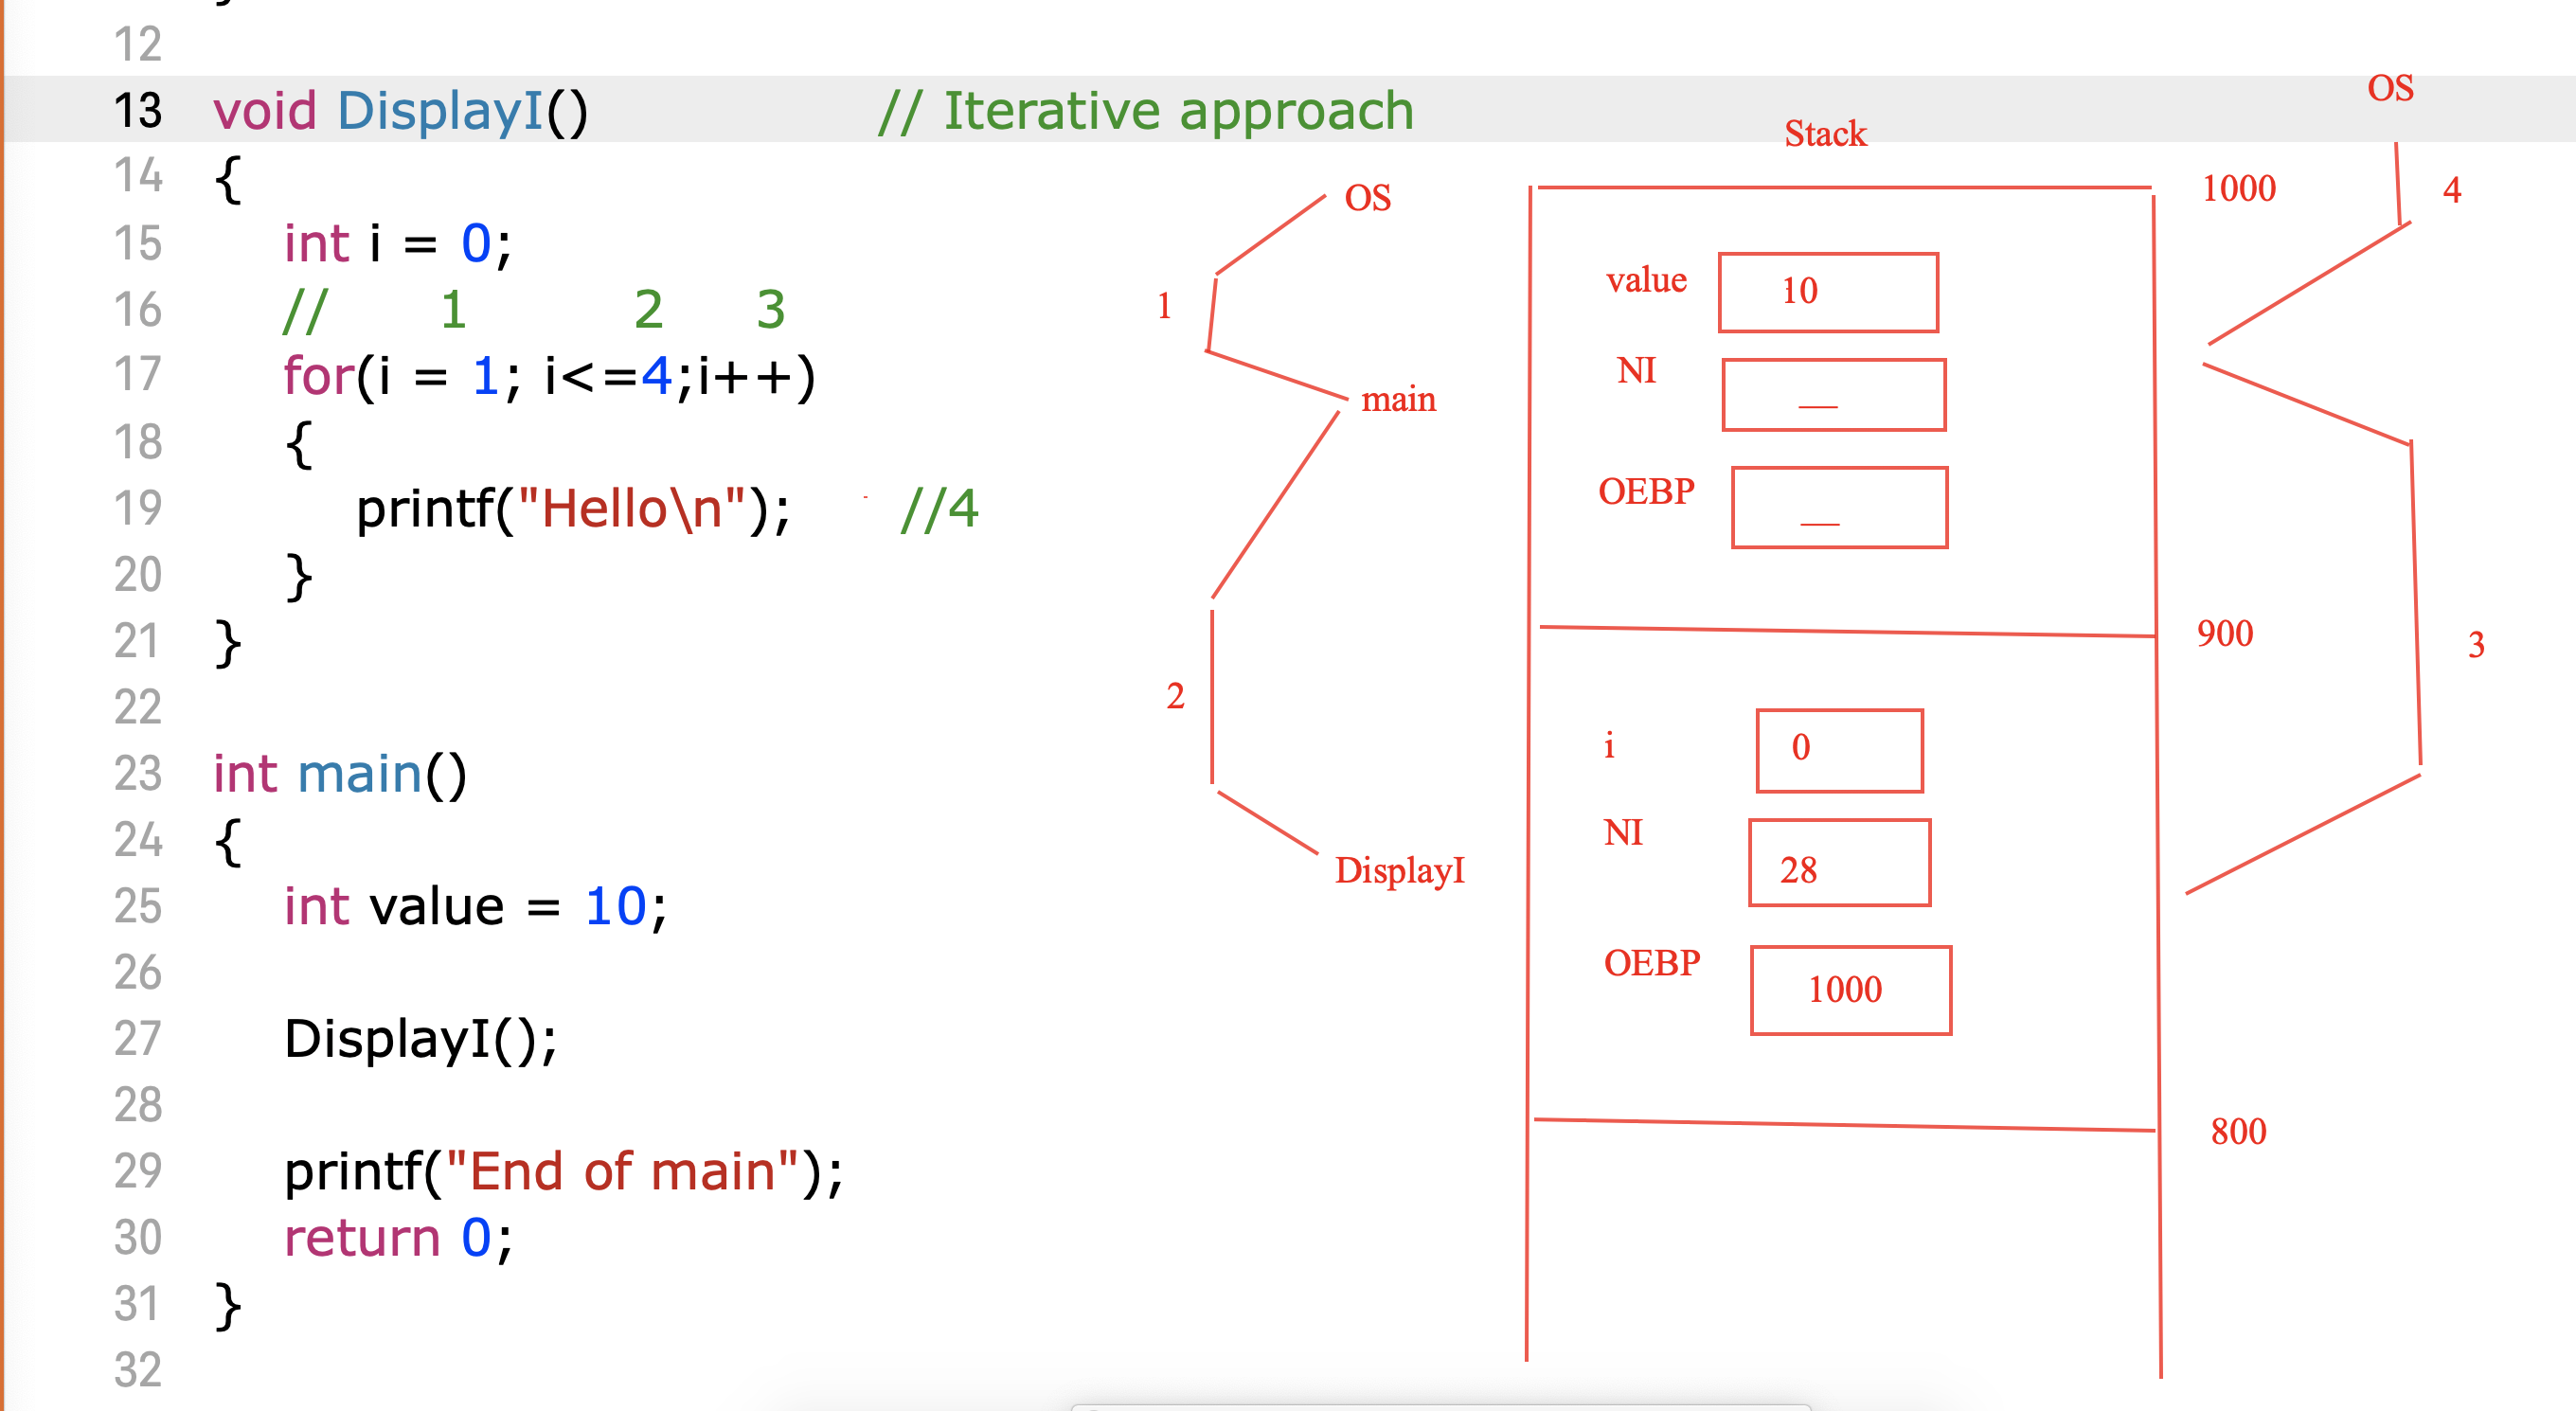 }
12
13 void DisplayI() // Iterative approach
14 {
15 int i = 0;
16 // 1 2 3
17 for(i = 1; i<=4;i++)
18 {
19 printf("Hello\n"); //4
20 }
21 }
22
23 int main()
24 {
25 int value = 10;
26
27 DisplayI();
28
29 printf("End of main");
30 return 0;
31 }
32
OS
1
main
2
DisplayI
Stack
value 10
NI __
OEBP __
i 0
NI 28
OEBP 1000
1000
900
800
OS
4
3